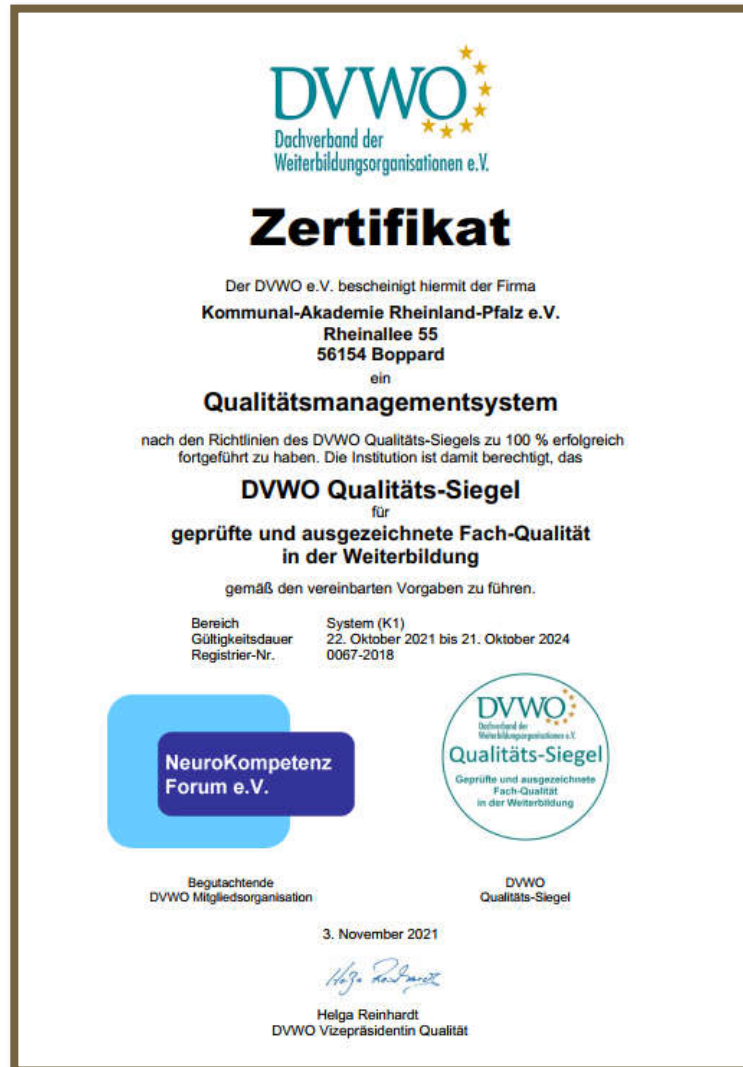 DVWO
Dachverband der
Weiterbildungsorganisationen e.V.
Zertifikat
Der DVWO e.V. bescheinigt hiermit der Firma
Kommunal-Akademie Rheinland-Pfalz e.V.
Rheinallee 55
56154 Boppard
ein
Qualitätsmanagementsystem
nach den Richtlinien des DVWO Qualitäts-Siegels zu 100 % erfolgreich
fortgeführt zu haben. Die Institution ist damit berechtigt, das
DVWO Qualitäts-Siegel
für
geprüfte und ausgezeichnete Fach-Qualität
in der Weiterbildung
gemäß den vereinbarten Vorgaben zu führen.
Bereich System (K1)
Gültigkeitsdauer 22. Oktober 2021 bis 21. Oktober 2024
Registrier-Nr. 0067-2018
NeuroKompetenz
Forum e.V.
DVWO
Dachverband der
Weiterbildungsorganisationen e.V.
Qualitäts-Siegel
Geprüfte und ausgezeichnete
Fach-Qualität
in der Weiterbildung
Begutachtende
DVWO Mitgliedsorganisation
DVWO
Qualitäts-Siegel
3. November 2021
Helga Reinhardt
Helga Reinhardt
DVWO Vizepräsidentin Qualität